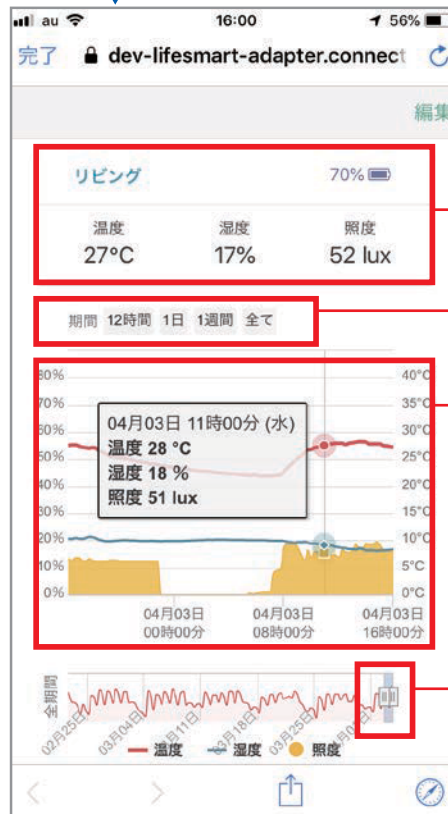 au 16:00 56%
完了 dev-lifesmart-adapter.connect
編集
リビング 70%
温度 湿度 照度
27°C 17% 52 lux
期間 12時間 1日 1週間 全て
80% 40°C
70% 35°C
60% 30°C
50% 25°C
40% 20°C
30% 15°C
20% 10°C
10% 5°C
0% 0°C
04月03日 11時00分 (水)
温度 28 °C
湿度 18 %
照度 51 lux
04月03日 04月03日 04月03日
00時00分 08時00分 16時00分
全期間
02月25日 03月04日 03月11日 03月18日 03月25日
温度 湿度 照度